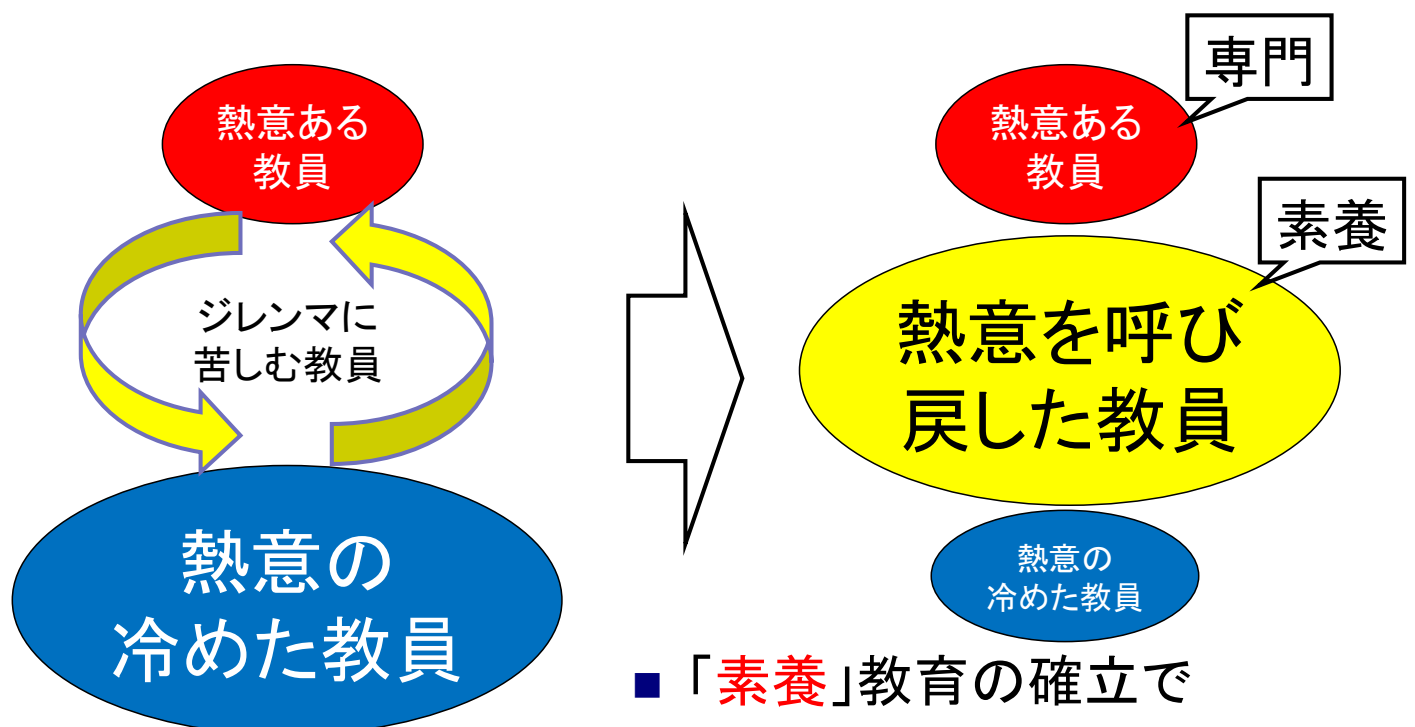 熱意ある
教員
ジレンマに
苦しむ教員
熱意の
冷めた教員
専門
熱意ある
教員
素養
熱意を呼び
戻した教員
熱意の
冷めた教員
■「素養」教育の確立で